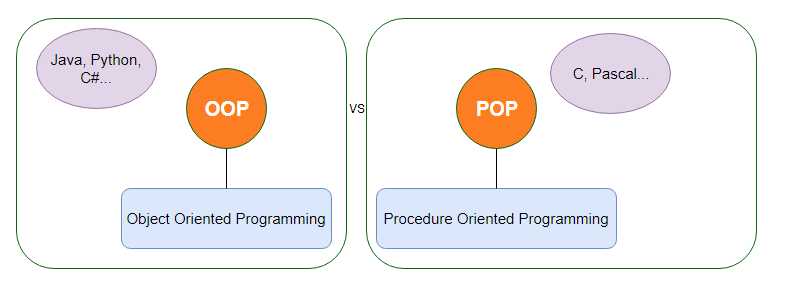 Java, Python,
C#...
OOP
Object Oriented Programming
vs
C, Pascal...
POP
Procedure Oriented Programming